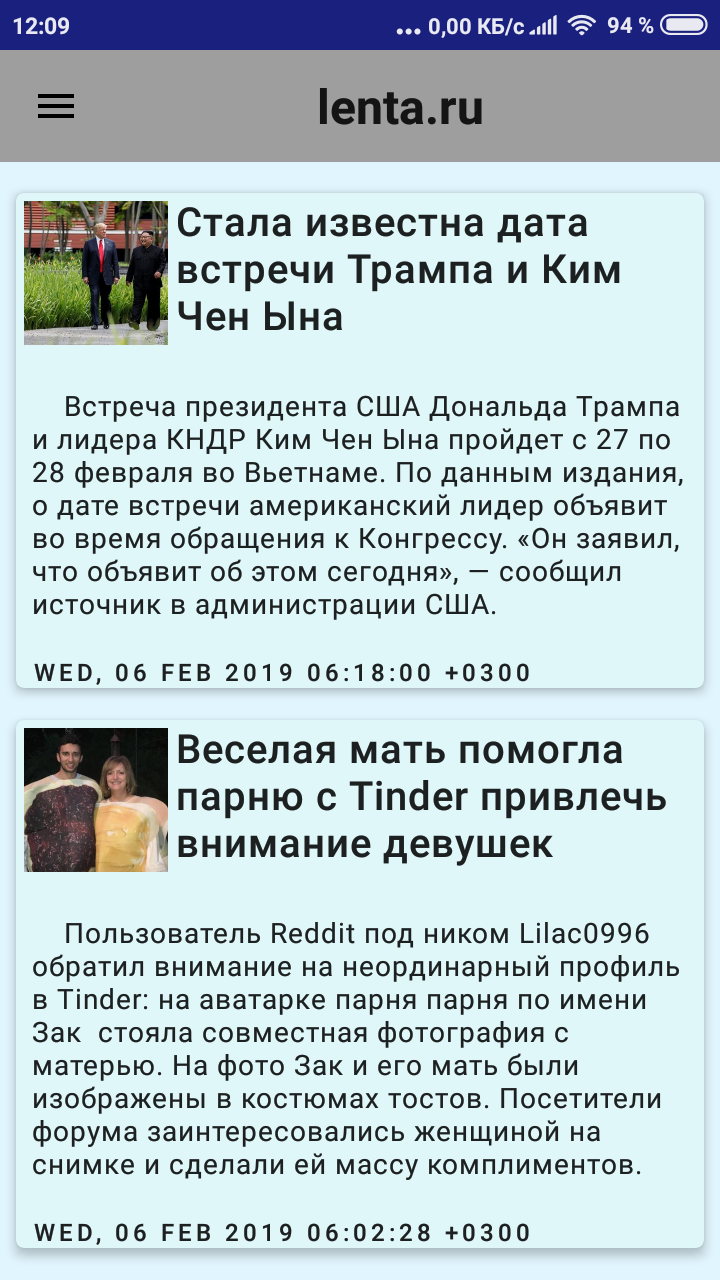 12:09
... 0,00 КБ/с 94 %
lenta.ru
Стала известна дата
встречи Трампа и Ким
Чен Ына
Встреча президента США Дональда Трампа
и лидера КНДР Ким Чен Ына пройдет с 27 по
28 февраля во Вьетнаме. По данным издания,
о дате встречи американский лидер объявит
во время обращения к Конгрессу. «Он заявил,
что объявит об этом сегодня», — сообщил
источник в администрации США.
WED, 06 FEB 2019 06:18:00 +0300
Веселая мать помогла
парню с Tinder привлечь
внимание девушек
Пользователь Reddit под ником Lilac0996
обратил внимание на неординарный профиль
в Tinder: на аватарке парня парня по имени
Зак  стояла совместная фотография с
матерью. На фото Зак и его мать были
изображены в костюмах тостов. Посетители
форума заинтересовались женщиной на
снимке и сделали ей массу комплиментов.
WED, 06 FEB 2019 06:02:28 +0300